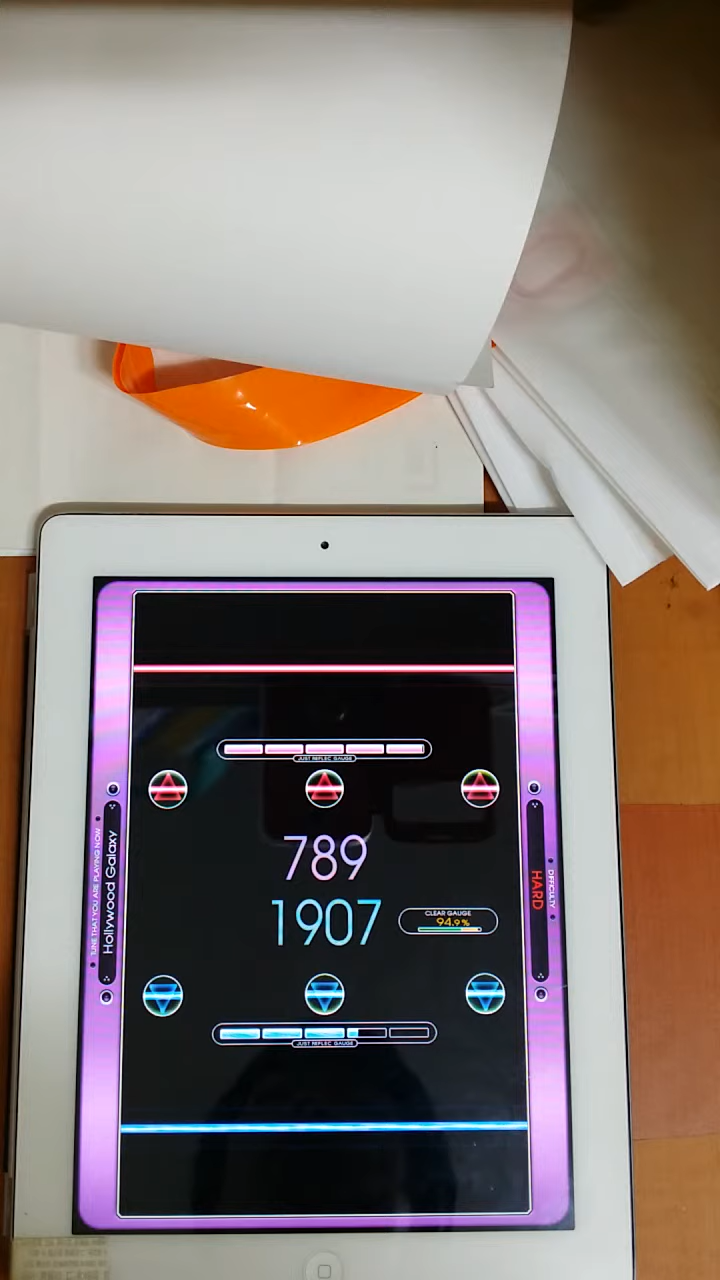 JUST REFLEC GAUGE
789
1907
CLEAR GAUGE
94.9%
JUST REFLEC GAUGE
TUNE THAT YOU ARE PLAYING NOW
Hollywood Galaxy
DIFFICULTY
HARD